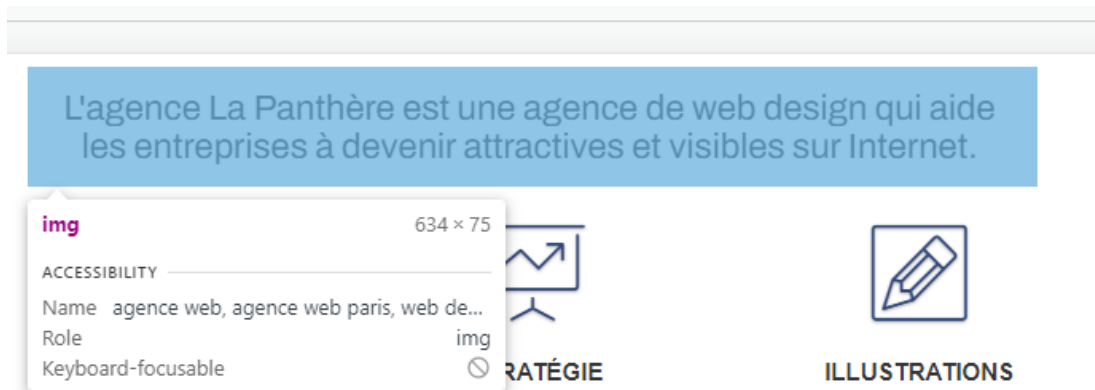 L'agence La Panthère est une agence de web design qui aide
les entreprises à devenir attractives et visibles sur Internet.
img 634 × 75
ACCESSIBILITY
Name agence web, agence web paris, web de...
Role img
Keyboard-focusable
RATÉGIE
ILLUSTRATIONS